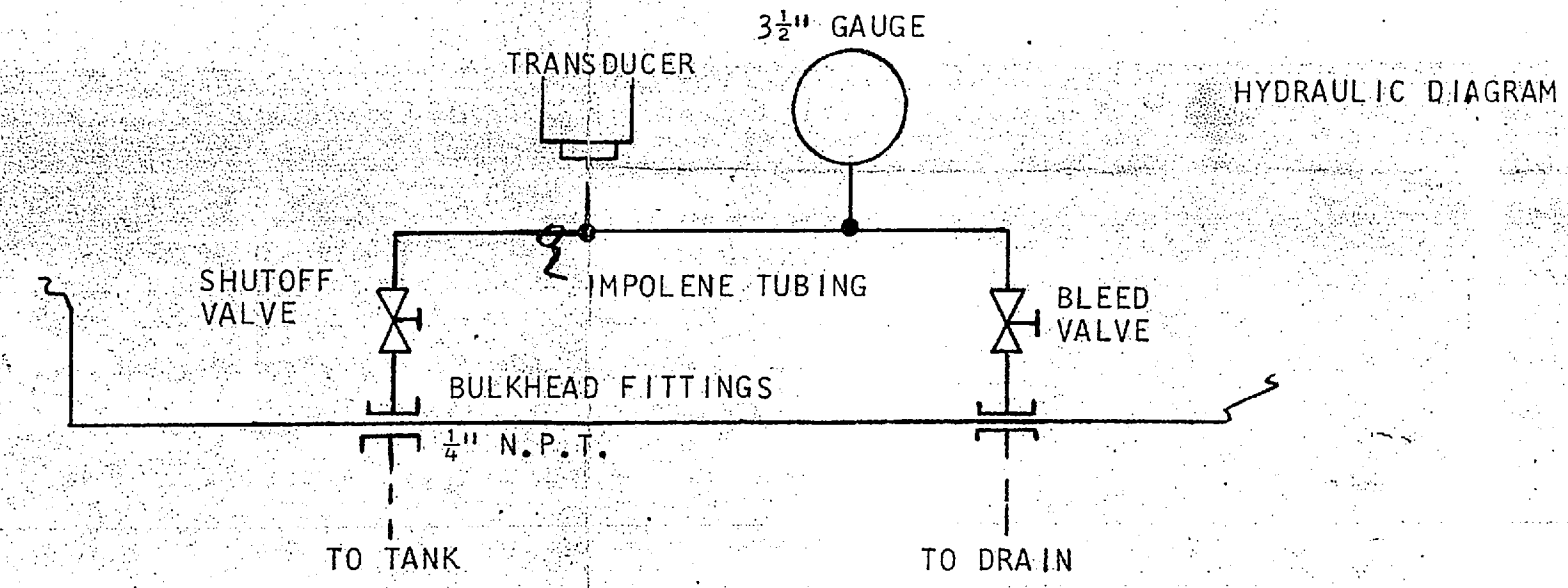 3½" GAUGE
TRANSDUCER
HYDRAULIC DIAGRAM
IMPOLENE TUBING
SHUTOFF
VALVE
BLEED
VALVE
BULKHEAD FITTINGS
¼" N.P.T.
TO TANK
TO DRAIN